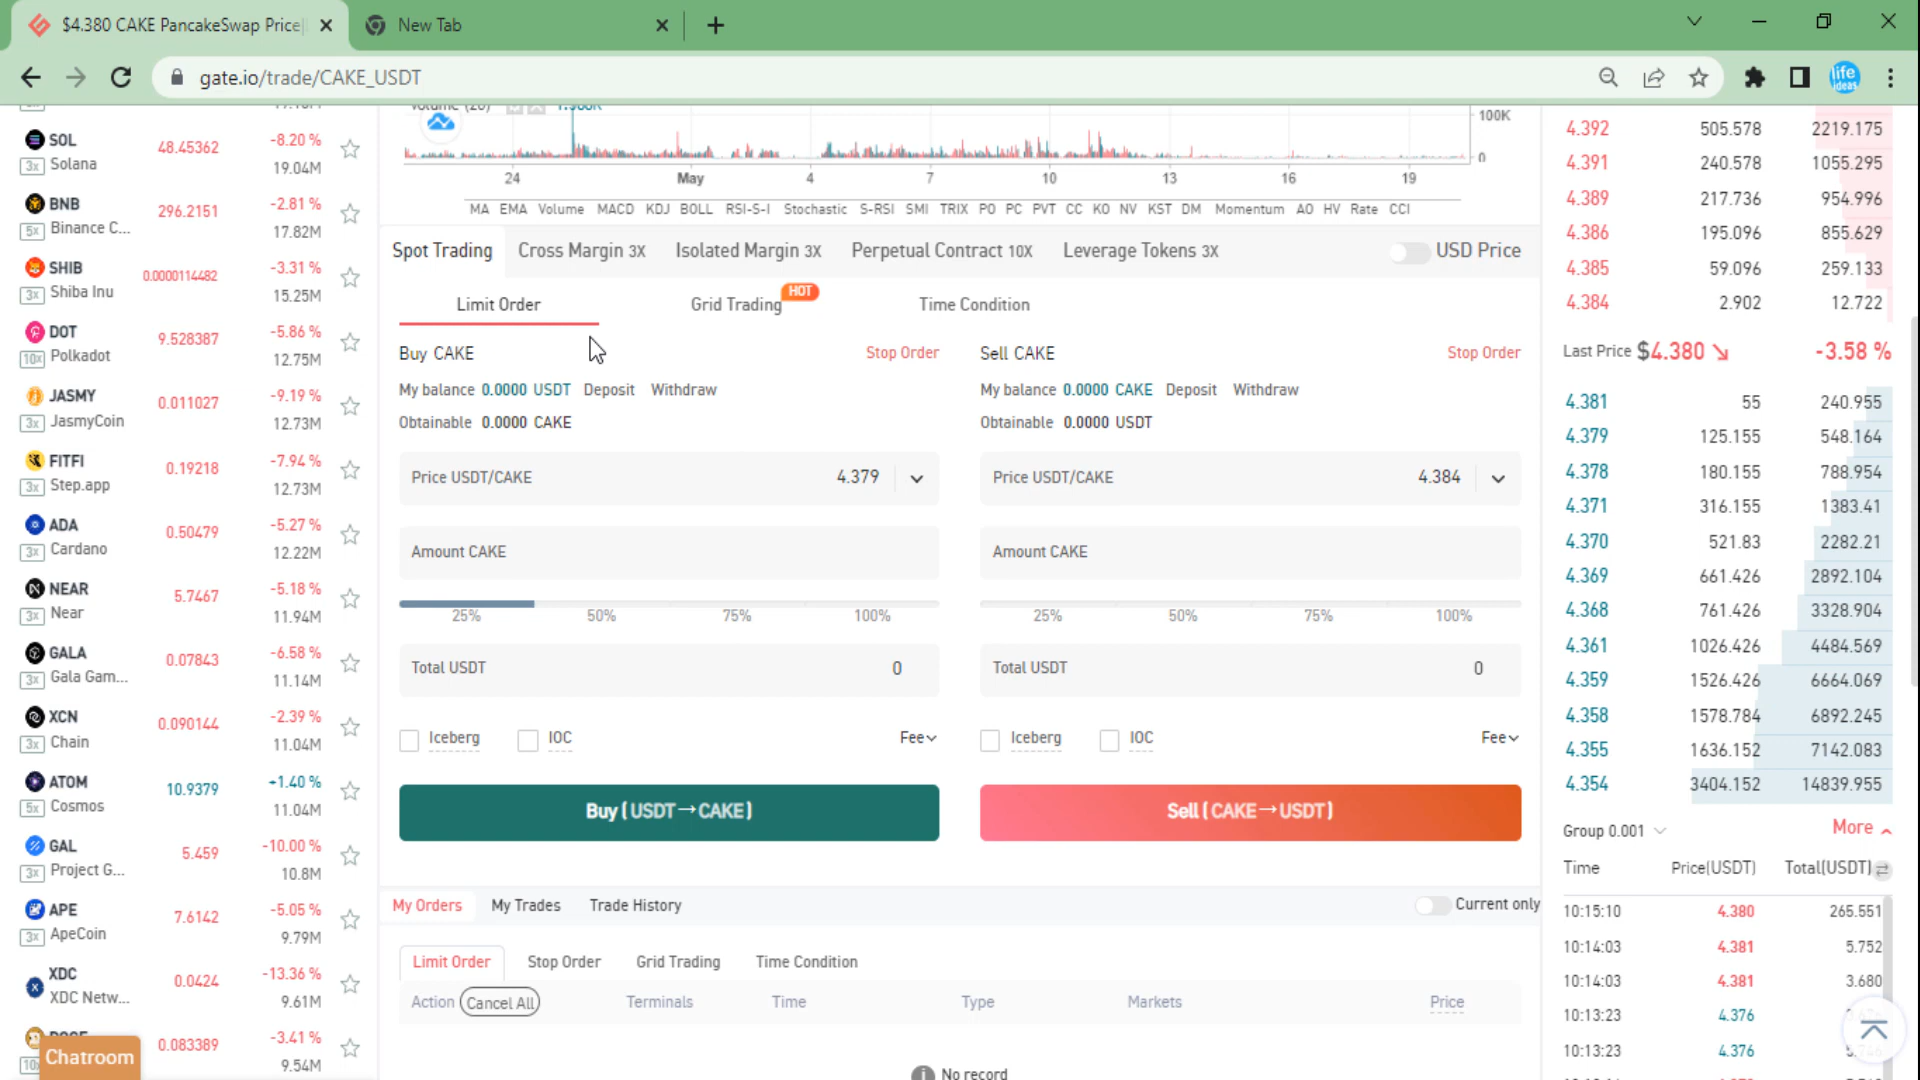 $4.380 CAKE PancakeSwap Price
New Tab
gate.io/trade/CAKE_USDT
life ideas
SOL 48.45362 -8.20 %
3x Solana 19.04M
BNB 296.2151 -2.81 %
5x Binance C... 17.82M
SHIB 0.0000114482 -3.31 %
3x Shiba Inu 15.25M
DOT 9.528387 -5.86 %
10x Polkadot 12.75M
JASMY 0.011027 -9.19 %
3x JasmyCoin 12.73M
FITFI 0.19218 -7.94 %
3x Step.app 12.73M
ADA 0.50479 -5.27 %
3x Cardano 12.22M
NEAR 5.7467 -5.18 %
3x Near 11.94M
GALA 0.07843 -6.58 %
3x Gala Gam... 11.14M
XCN 0.090144 -2.39 %
3x Chain 11.04M
ATOM 10.9379 +1.40 %
5x Cosmos 11.04M
GAL 5.459 -10.00 %
3x Project G... 10.8M
APE 7.6142 -5.05 %
3x ApeCoin 9.79M
XDC 0.0424 -13.36 %
XDC Netw... 9.61M
0.083389 -3.41 %
9.54M
Chatroom
100K
0
24 May 4 7 10 13 16 19
MA EMA Volume MACD KDJ BOLL RSI-S-I Stochastic S-RSI SMI TRIX PO PC PVT CC KO NV KST DM Momentum AO HV Rate CCI
Spot Trading Cross Margin 3X Isolated Margin 3X Perpetual Contract 10X Leverage Tokens 3X USD Price
Limit Order Grid Trading HOT Time Condition
Buy CAKE Stop Order
My balance 0.0000 USDT Deposit Withdraw
Obtainable 0.0000 CAKE
Price USDT/CAKE 4.379
Amount CAKE
25% 50% 75% 100%
Total USDT 0
Iceberg IOC Fee
Buy ( USDT→CAKE )
Sell CAKE Stop Order
My balance 0.0000 CAKE Deposit Withdraw
Obtainable 0.0000 USDT
Price USDT/CAKE 4.384
Amount CAKE
25% 50% 75% 100%
Total USDT 0
Iceberg IOC Fee
Sell ( CAKE→USDT )
My Orders My Trades Trade History Current only
Limit Order Stop Order Grid Trading Time Condition
Action Cancel All Terminals Time Type Markets Price
No record
4.392 505.578 2219.175
4.391 240.578 1055.295
4.389 217.736 954.996
4.386 195.096 855.629
4.385 59.096 259.133
4.384 2.902 12.722
Last Price $4.380 ↘ -3.58 %
4.381 55 240.955
4.379 125.155 548.164
4.378 180.155 788.954
4.371 316.155 1383.41
4.370 521.83 2282.21
4.369 661.426 2892.104
4.368 761.426 3328.904
4.361 1026.426 4484.569
4.359 1526.426 6664.069
4.358 1578.784 6892.245
4.355 1636.152 7142.083
4.354 3404.152 14839.955
Group 0.001 More
Time Price(USDT) Total(USDT)
10:15:10 4.380 265.551
10:14:03 4.381 5.752
10:14:03 4.381 3.680
10:13:23 4.376
10:13:23 4.376